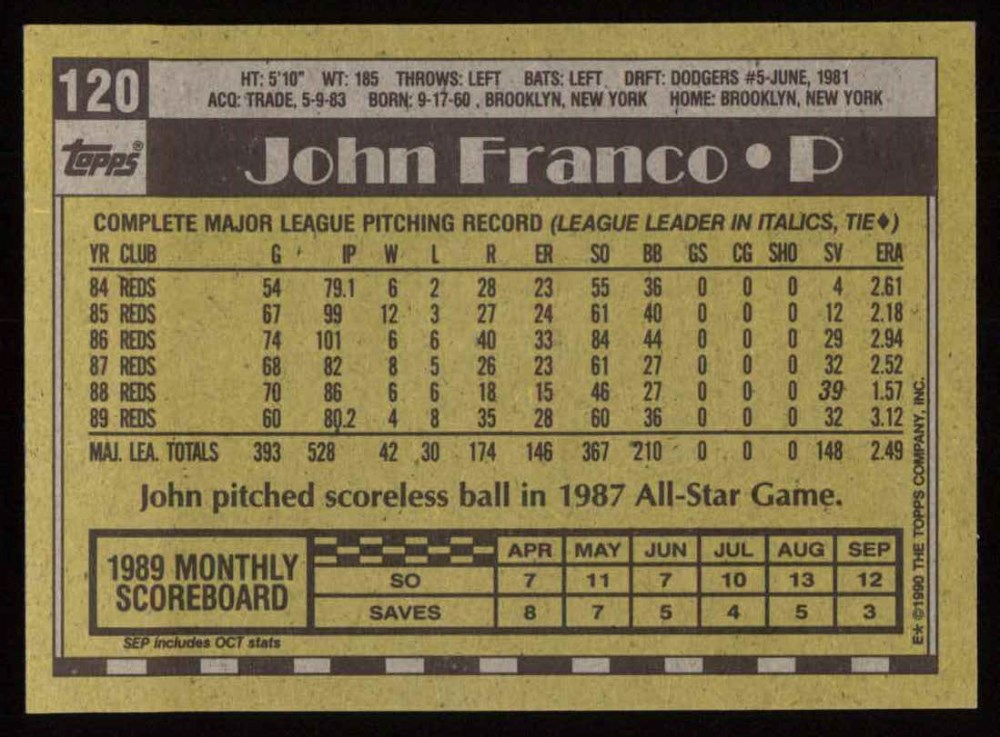 120
HT: 5'10" WT: 185 THROWS: LEFT BATS: LEFT DRFT: DODGERS #5-JUNE, 1981
ACQ: TRADE, 5-9-83 BORN: 9-17-60, BROOKLYN, NEW YORK HOME: BROOKLYN, NEW YORK
topps®
John Franco • P
COMPLETE MAJOR LEAGUE PITCHING RECORD (LEAGUE LEADER IN ITALICS, TIE♦)
YR CLUB G IP W L R ER SO BB GS CG SHO SV ERA
84 REDS 54 79.1 6 2 28 23 55 36 0 0 0 4 2.61
85 REDS 67 99 12 3 27 24 61 40 0 0 0 12 2.18
86 REDS 74 101 6 6 40 33 84 44 0 0 0 29 2.94
87 REDS 68 82 8 5 26 23 61 27 0 0 0 32 2.52
88 REDS 70 86 6 6 18 15 46 27 0 0 0 39 1.57
89 REDS 60 80.2 4 8 35 28 60 36 0 0 0 32 3.12
MAJ. LEA. TOTALS 393 528 42 30 174 146 367 210 0 0 0 148 2.49
John pitched scoreless ball in 1987 All-Star Game.
1989 MONTHLY SCOREBOARD
APR MAY JUN JUL AUG SEP
SO 7 11 7 10 13 12
SAVES 8 7 5 4 5 3
SEP includes OCT stats
E* ©1990 THE TOPPS COMPANY, INC.